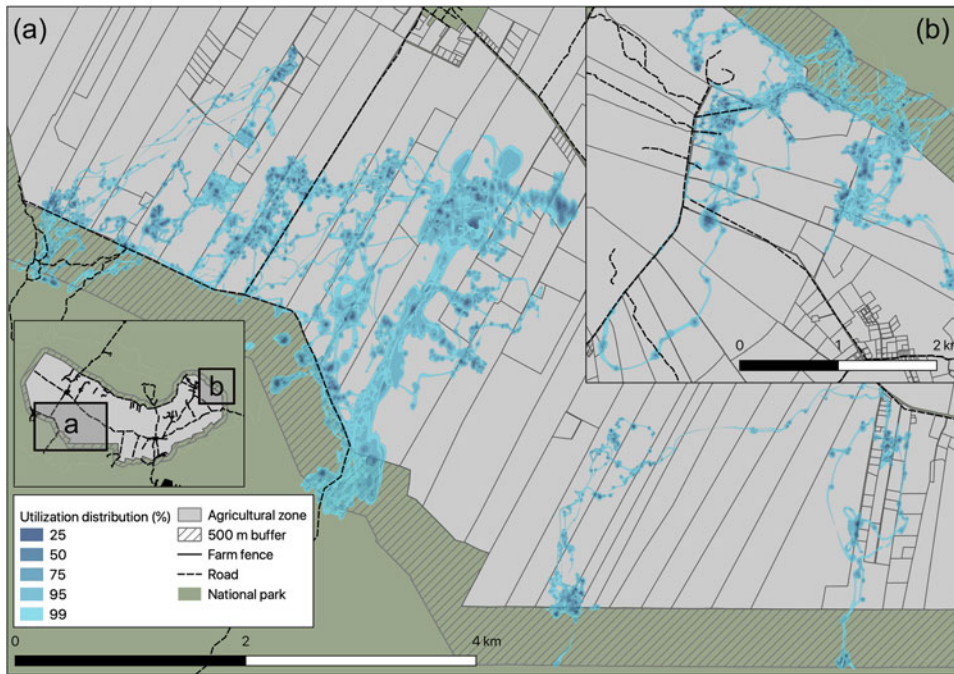 (a)
(b)
0 1 2 km
a
b
Utilization distribution (%)
25
50
75
95
99
Agricultural zone
500 m buffer
Farm fence
Road
National park
0 2 4 km